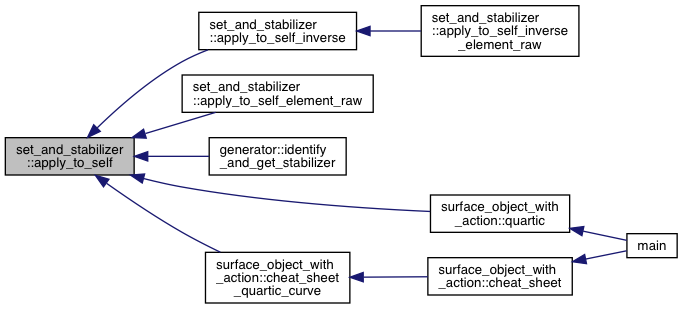 set_and_stabilizer
::apply_to_self_inverse
set_and_stabilizer
::apply_to_self_inverse
_element_raw
set_and_stabilizer
::apply_to_self_element_raw
set_and_stabilizer
::apply_to_self
generator::identify
_and_get_stabilizer
surface_object_with
_action::quartic
main
surface_object_with
_action::cheat_sheet
_quartic_curve
surface_object_with
_action::cheat_sheet